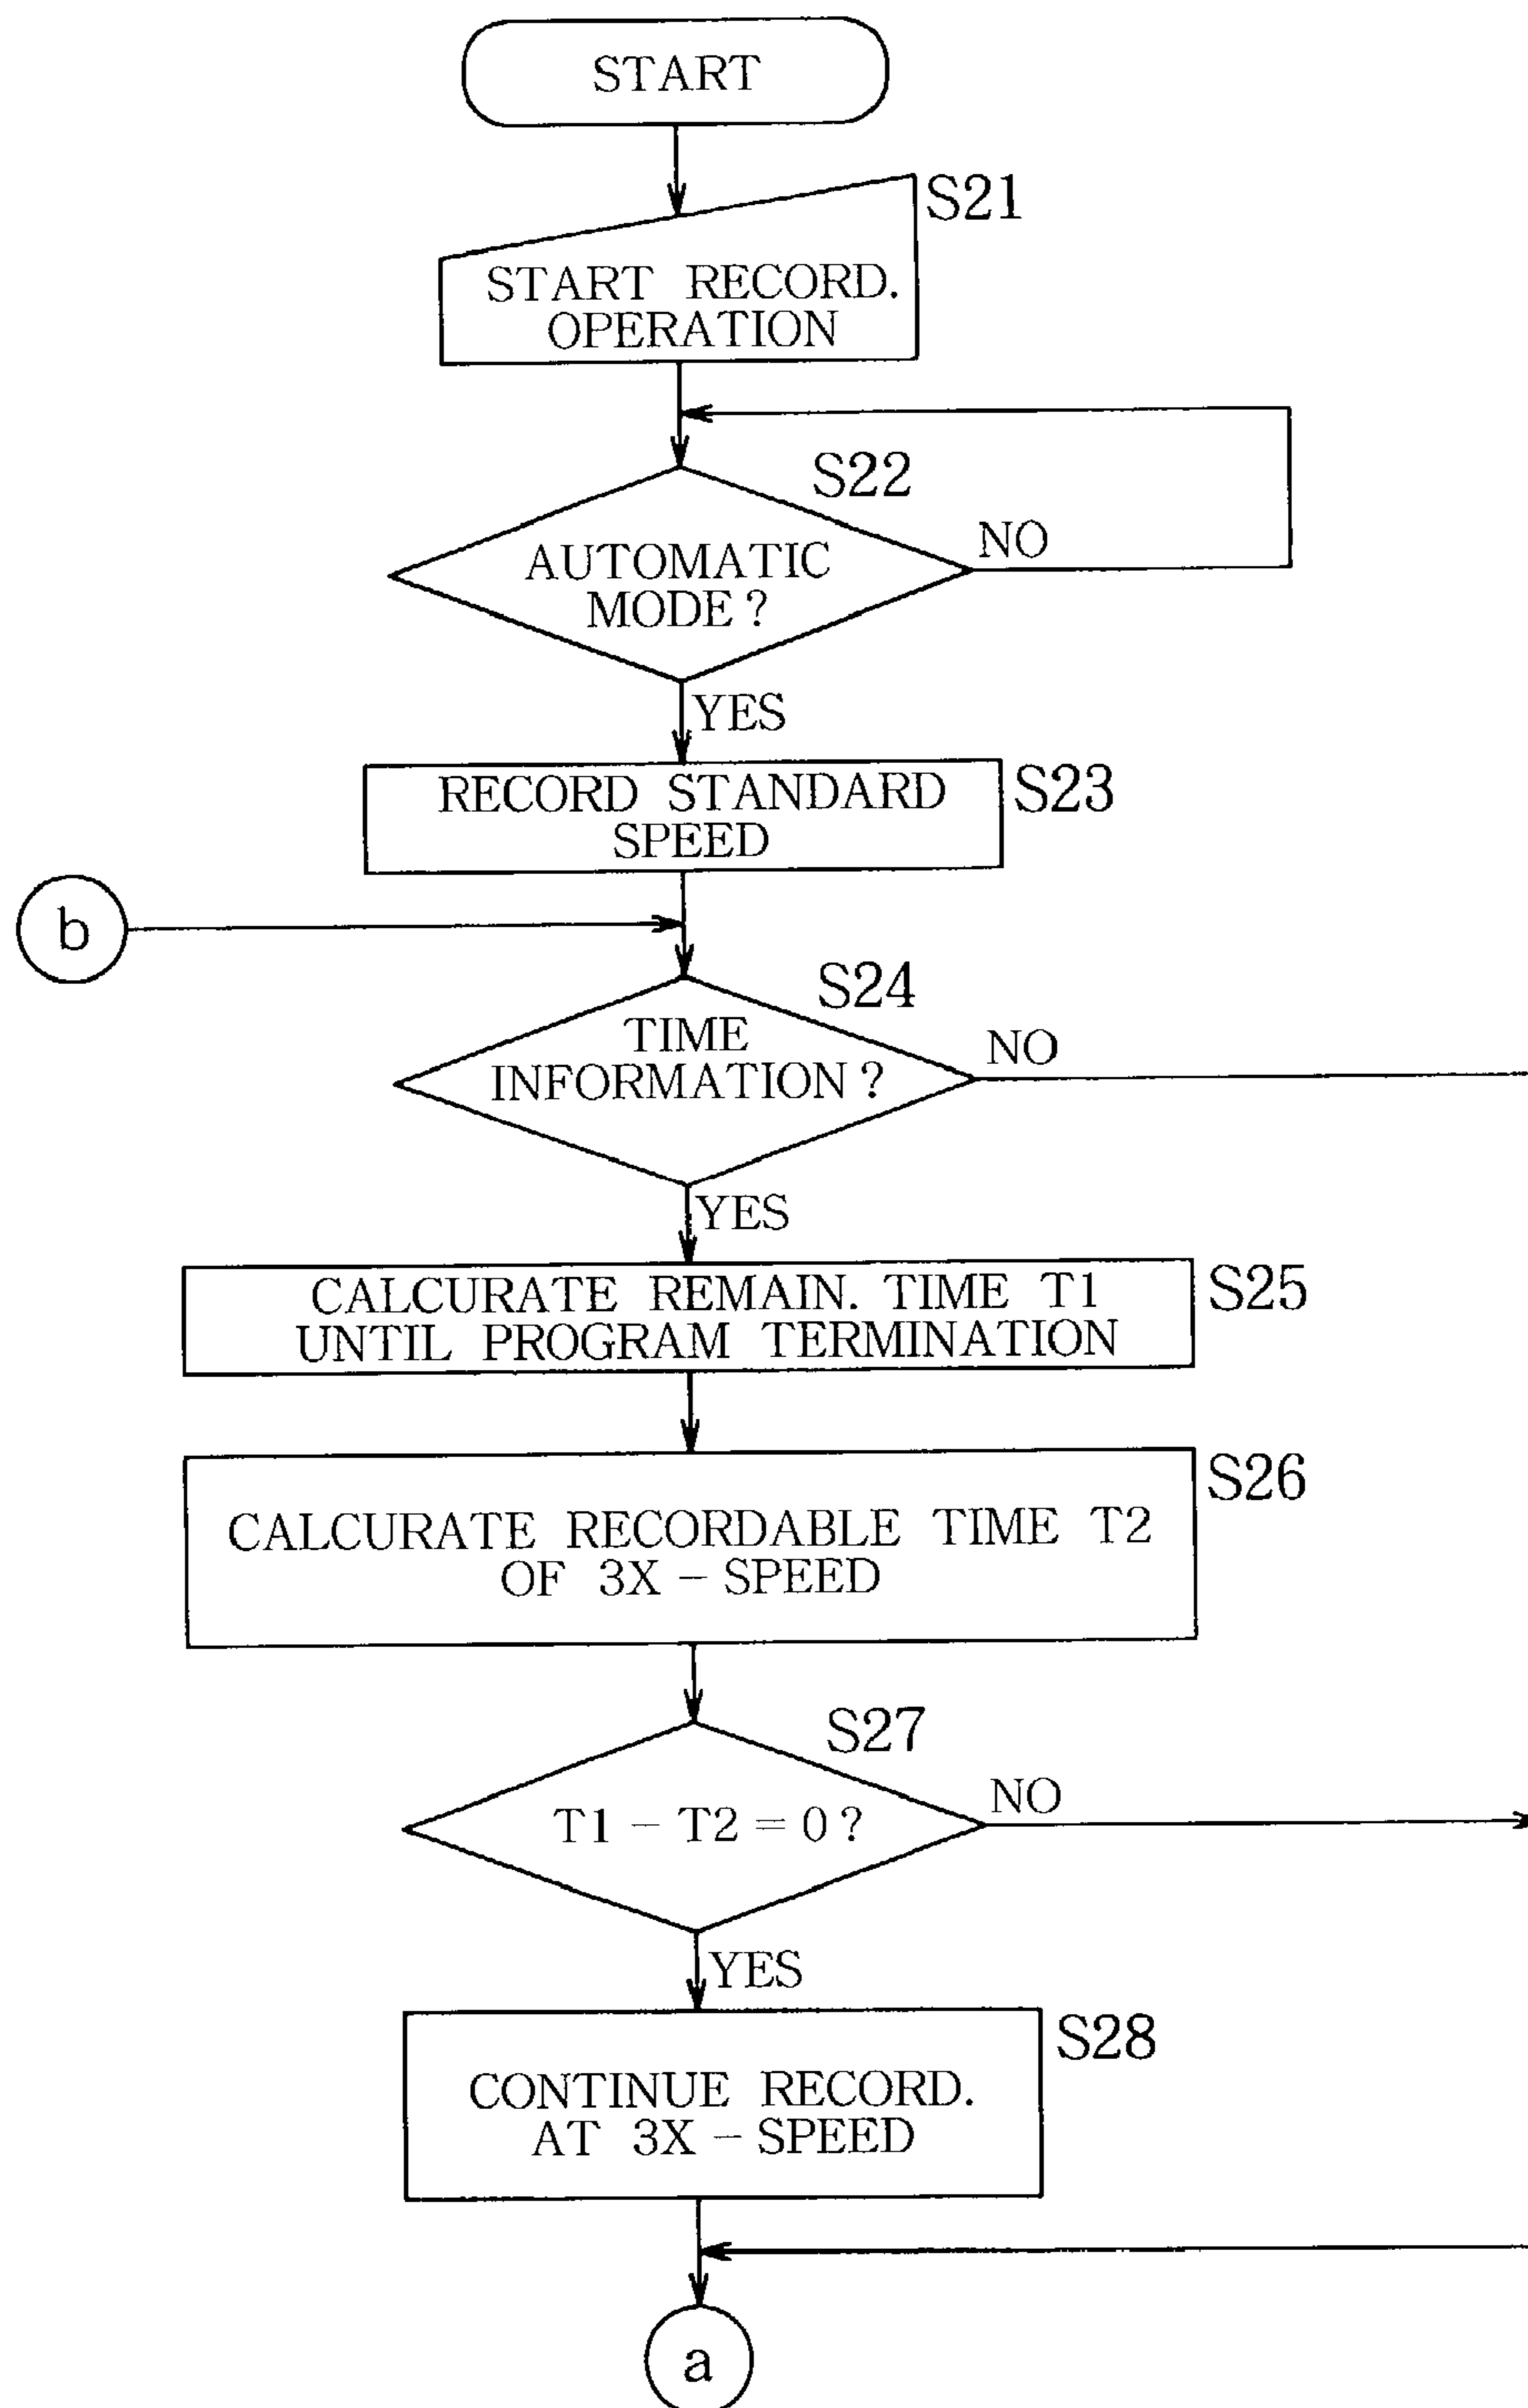 START
S21
START RECORD.
OPERATION
S22
NO
AUTOMATIC
MODE?
YES
RECORD STANDARD
SPEED
S23
b
S24
TIME
INFORMATION?
NO
YES
CALCURATE REMAIN. TIME T1
UNTIL PROGRAM TERMINATION
S25
S26
CALCURATE RECORDABLE TIME T2
OF 3X-SPEED
S27
NO
T1-T2=0?
YES
S28
CONTINUE RECORD.
AT 3X-SPEED
a